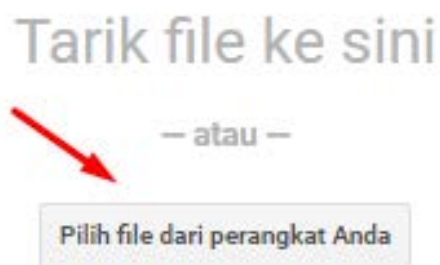 Tarik file ke sini
— atau —
Pilih file dari perangkat Anda